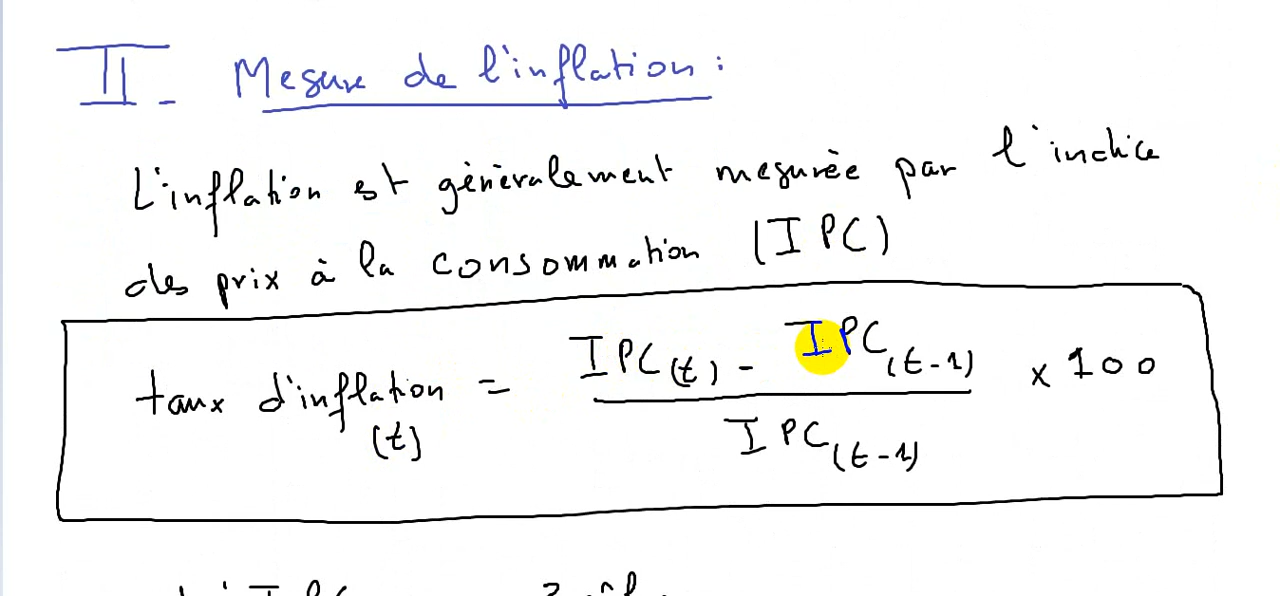 II - Mesure de l'inflation :
L'inflation est généralement mesurée par l'indice
des prix à la consommation (IPC)
taux d'inflation (t) = IPC(t) - IPC(t-1) / IPC(t-1) x 100